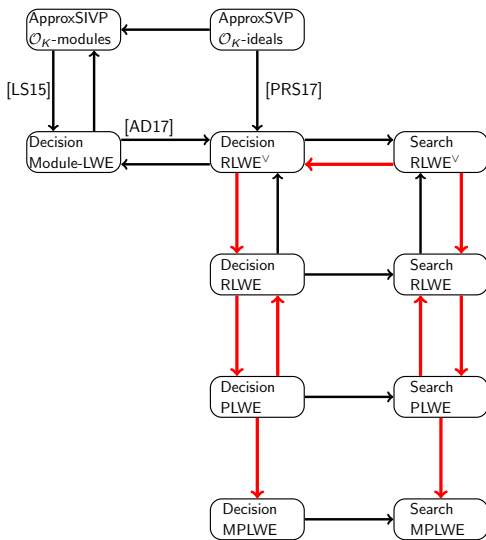 ApproxSIVP
𝒪_K-modules
ApproxSVP
𝒪_K-ideals
[LS15]
[PRS17]
[AD17]
Decision
Module-LWE
Decision
RLWE^∨
Search
RLWE^∨
Decision
RLWE
Search
RLWE
Decision
PLWE
Search
PLWE
Decision
MPLWE
Search
MPLWE